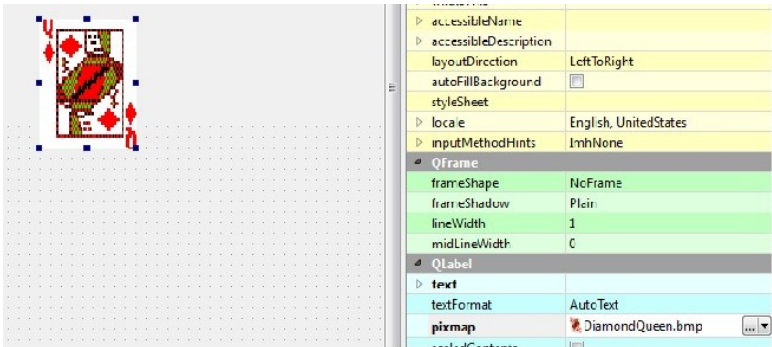 Q
Q
accessibleName
accessibleDescription
layoutDirection LeftToRight
autoFillBackground
styleSheet
locale English, UnitedStates
inputMethodHints ImhNone
QFrame
frameShape NoFrame
frameShadow Plain
lineWidth 1
midLineWidth 0
QLabel
text
textFormat AutoText
pixmap DiamondQueen.bmp ...
scaledContents